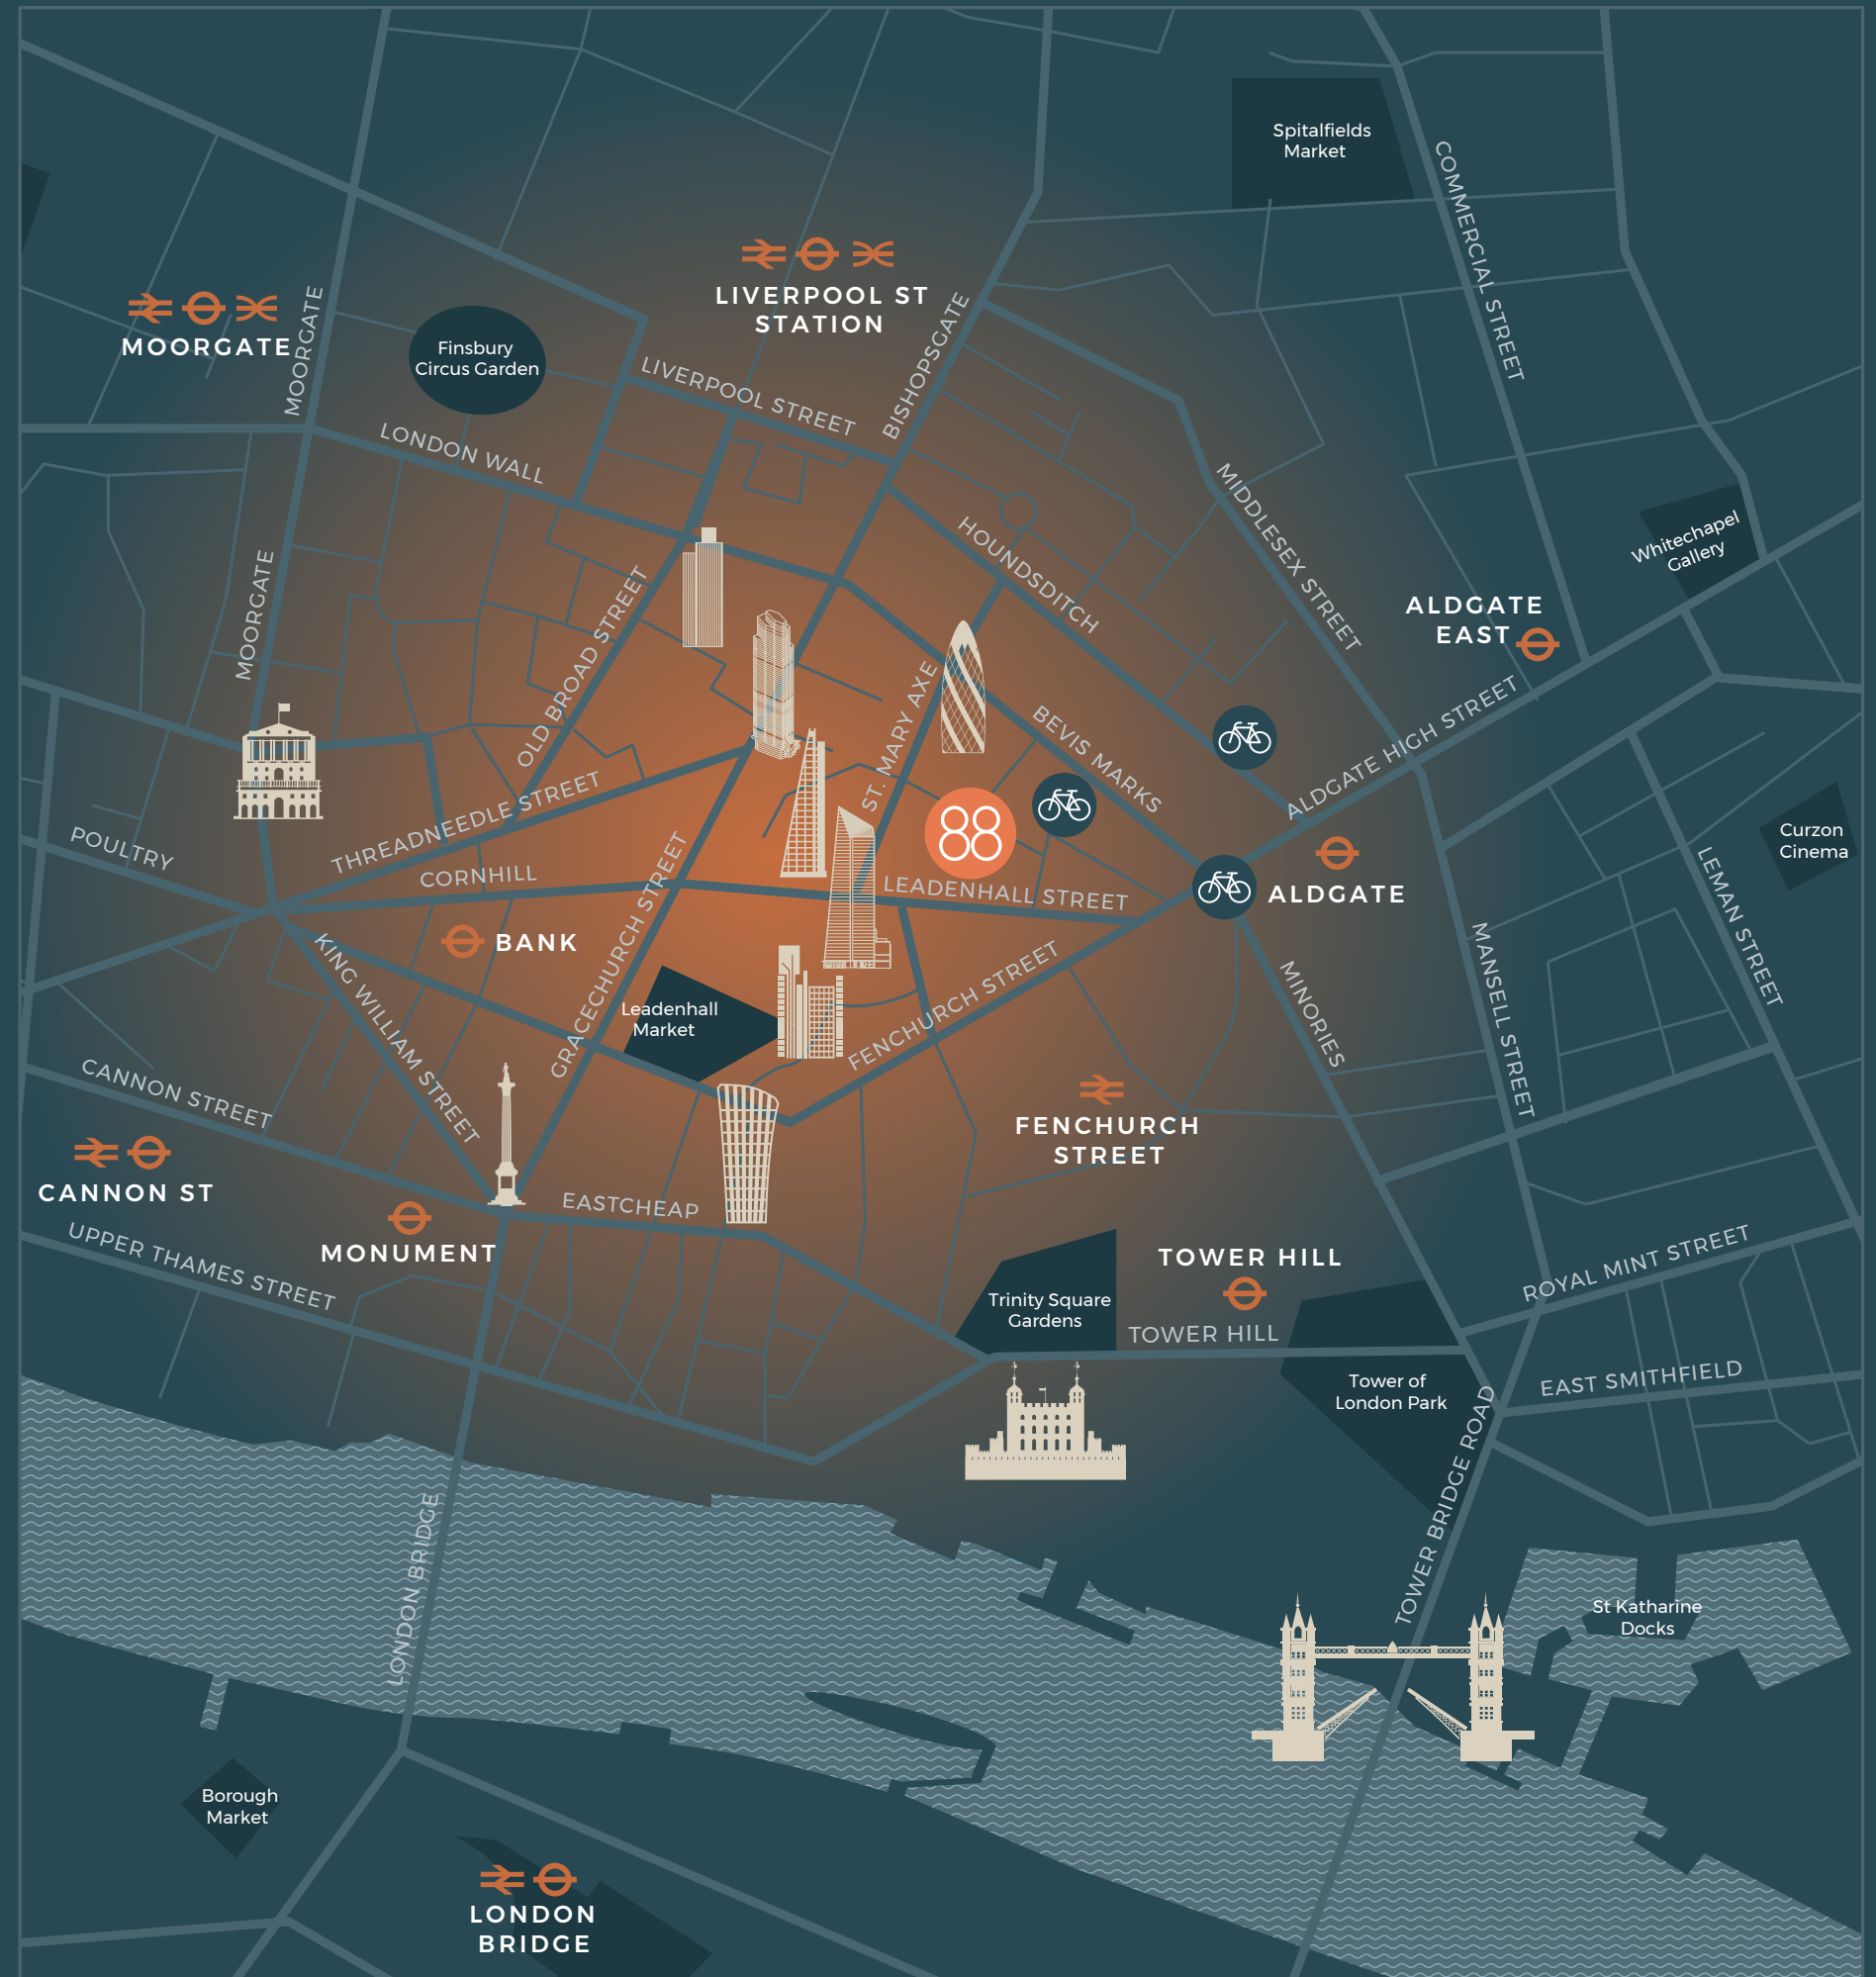 Spitalfields
Market
COMMERCIAL STREET
LIVERPOOL ST
STATION
MOORGATE
MOORGATE
Finsbury
Circus Garden
BISHOPSGATE
LIVERPOOL STREET
LONDON WALL
MIDDLESEX STREET
HOUNDSDITCH
Whitechapel
Gallery
ALDGATE
EAST
MOORGATE
OLD BROAD STREET
ST. MARY AXE
BEVIS MARKS
ALDGATE HIGH STREET
THREADNEEDLE STREET
POULTRY
CORNHILL
88
LEADENHALL STREET
ALDGATE
Curzon
Cinema
LEMAN STREET
BANK
KING WILLIAM STREET
GRACECHURCH STREET
Leadenhall
Market
FENCHURCH STREET
MINORIES
MANSELL STREET
CANNON STREET
FENCHURCH
STREET
CANNON ST
EASTCHEAP
MONUMENT
UPPER THAMES STREET
TOWER HILL
Trinity Square
Gardens
TOWER HILL
ROYAL MINT STREET
Tower of
London Park
EAST SMITHFIELD
TOWER BRIDGE ROAD
LONDON BRIDGE
St Katharine
Docks
Borough
Market
LONDON
BRIDGE